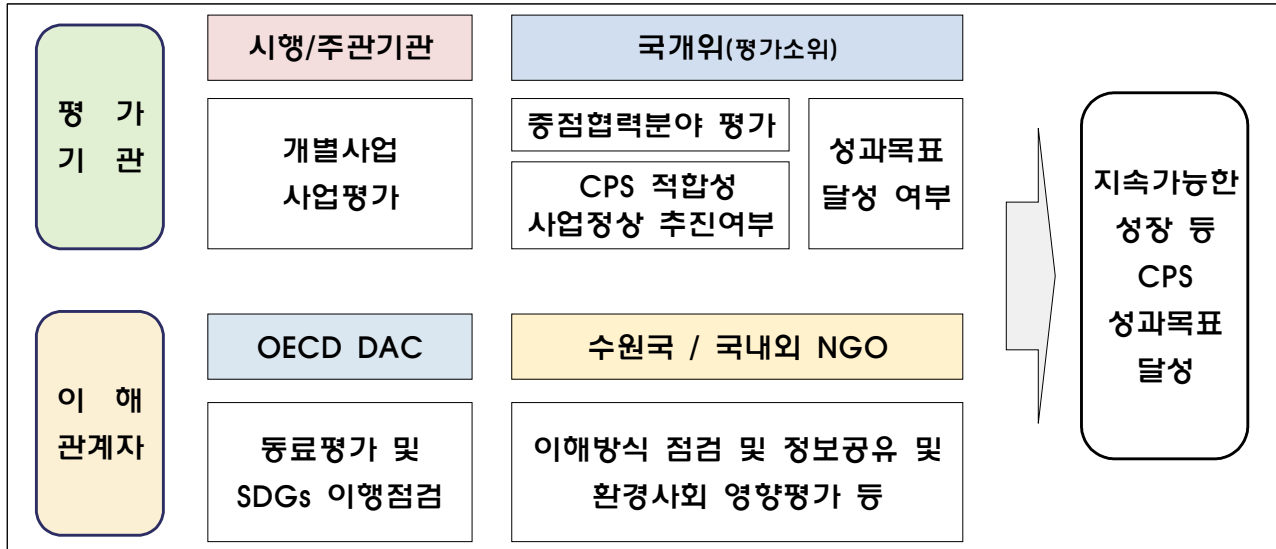 평 가
기 관
시행/주관기관
개별사업
사업평가
국개위(평가소위)
중점협력분야 평가
CPS 적합성
사업정상 추진여부
성과목표
달성 여부
이 해
관계자
OECD DAC
동료평가 및
SDGs 이행점검
수원국 / 국내외 NGO
이해방식 점검 및 정보공유 및
환경사회 영향평가 등
지속가능한
성장 등
CPS
성과목표
달성